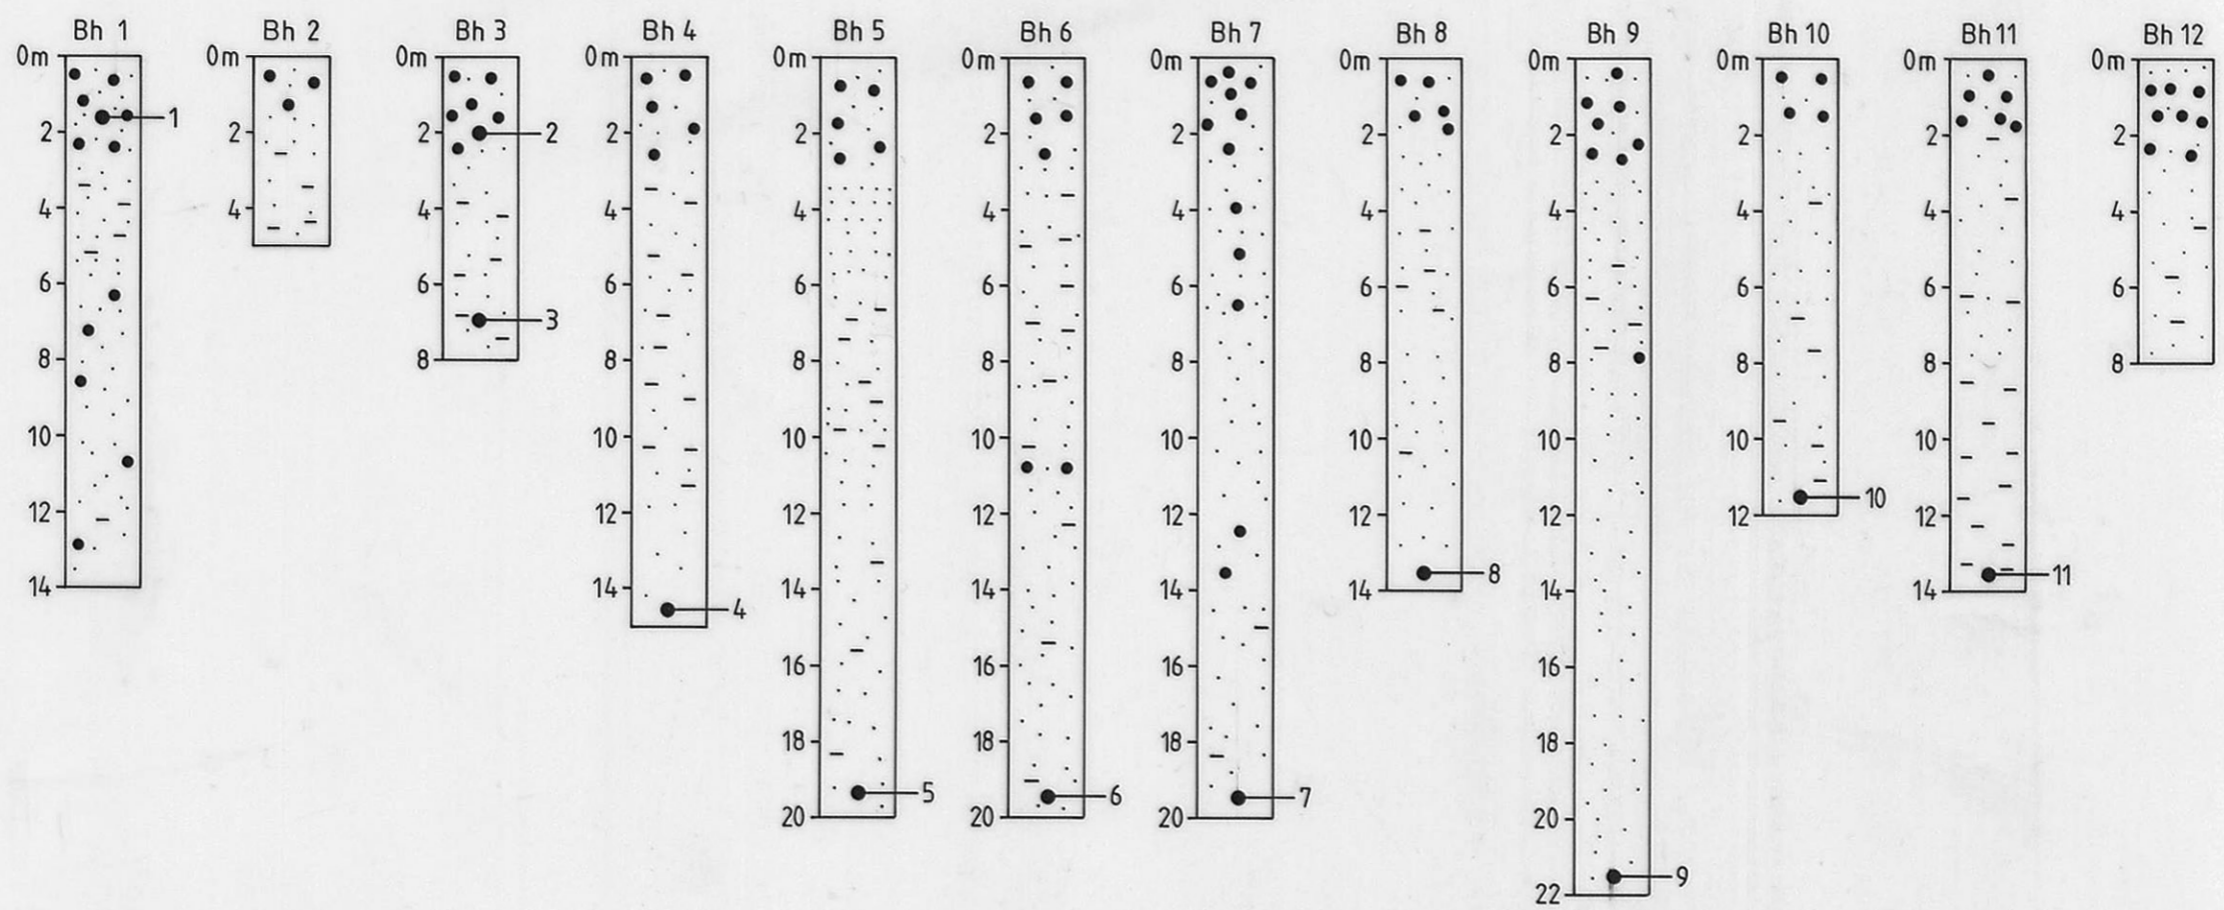 Bh 1 Bh 2 Bh 3 Bh 4 Bh 5 Bh 6 Bh 7 Bh 8 Bh 9 Bh 10 Bh 11 Bh 12
0m 0m 0m 0m 0m 0m 0m 0m 0m 0m 0m 0m
1
2 2 2 2 2 2 2 2 2 2 2 2 2
4 4 4 4 4 4 4 4 4 4 4 4
6 6 6 6 6 6 6 6 6 6 6
3
8 8 8 8 8 8 8 8 8 8 8
10 10 10 10 10 10 10 10 10
10
12 12 12 12 12 12 12 12 12
8 11
14 14 14 14 14 14 14 14
4
16 16 16 16
18 18 18 18
5 6 7
20 20 20 20
9
22